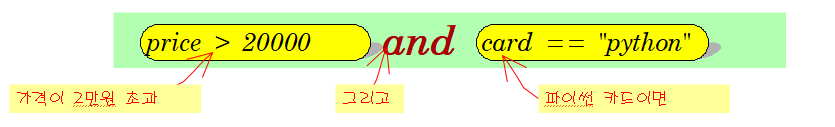 price > 20000 and card == "python"
가격이 2만원 초과 그리고 파이썬 카드이면